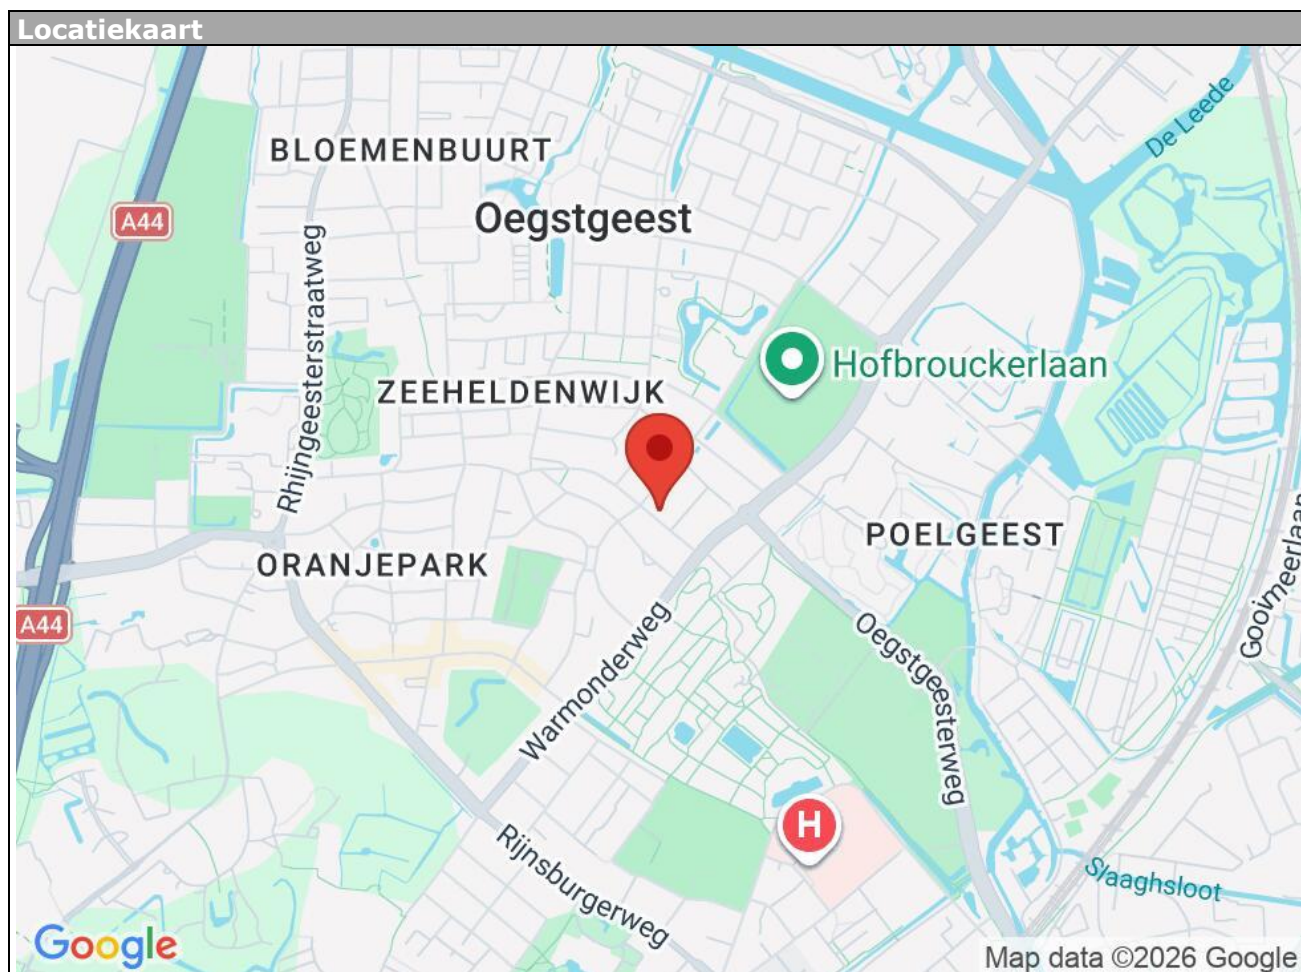 Locatiekaart
De Leede
BLOEMENBUURT
A44
Oegstgeest
Rhijngeesterstraatweg
Hofbrouckerlaan
ZEEHELDENWIJK
POELGEEST
Gooimeerlaan
ORANJEPARK
A44
Oegstgeesterweg
Warmonderweg
H
Rijnsburgerweg
Slaaghsloot
Google
Map data ©2026 Google